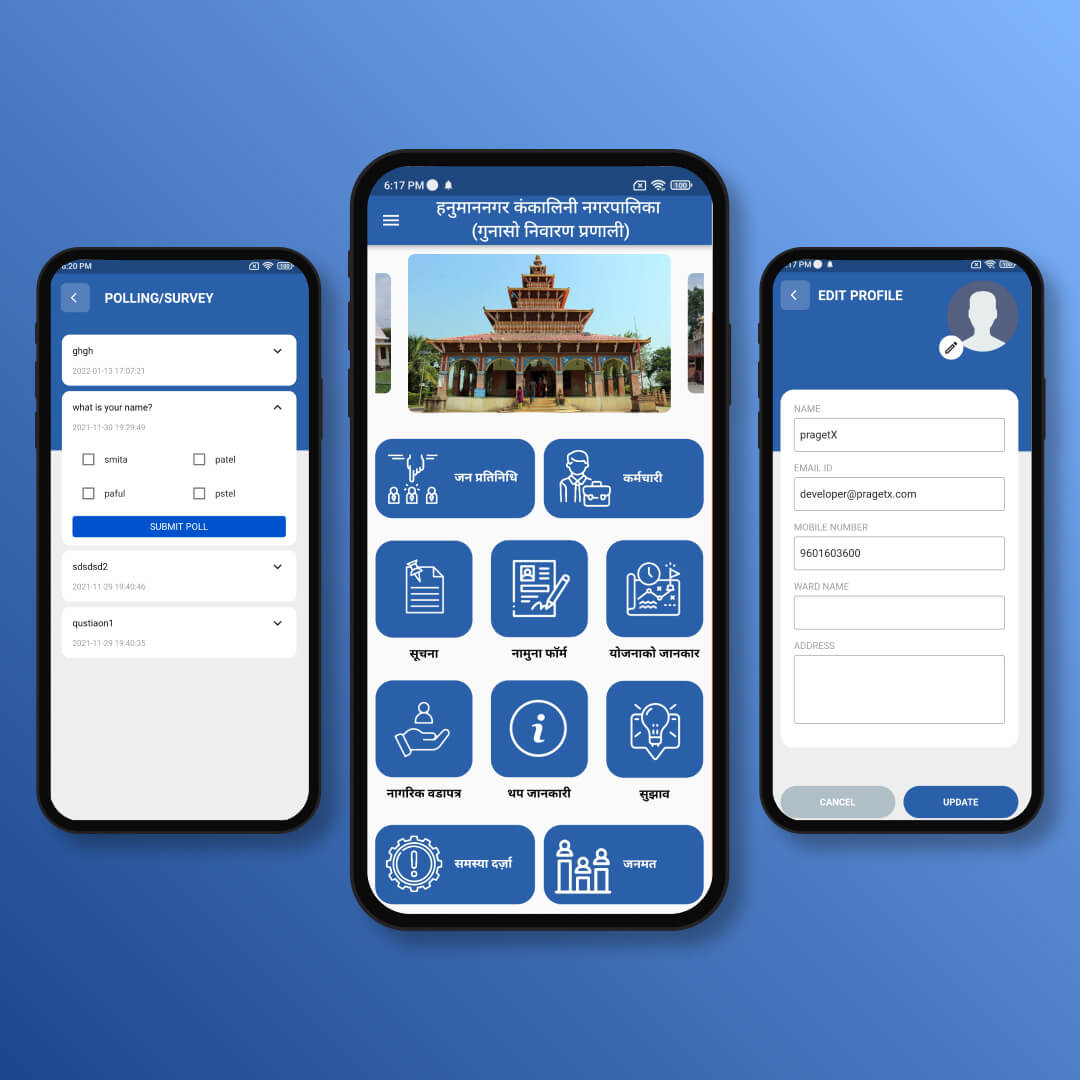 6:20 PM
100
POLLING/SURVEY
ghgh
2022-01-13 17:07:21
what is your name?
2021-11-30 19:29:49
smita
patel
paful
pstel
SUBMIT POLL
sdsdsd2
2021-11-29 19:40:46
qustiaon1
2021-11-29 19:40:35
6:17 PM
100
हनुमाननगर कंकालिनी नगरपालिका
(गुनासो निवारण प्रणाली)
जन प्रतिनिधि
कर्मचारी
सूचना
नामुना फॉर्म
योजनाको जानकार
नागरिक वडापत्र
थप जानकारी
सुझाव
समस्या दर्ज़ा
जनमत
:17 PM
100
EDIT PROFILE
NAME
pragetX
EMAIL ID
developer@pragetx.com
MOBILE NUMBER
9601603600
WARD NAME
ADDRESS
CANCEL
UPDATE